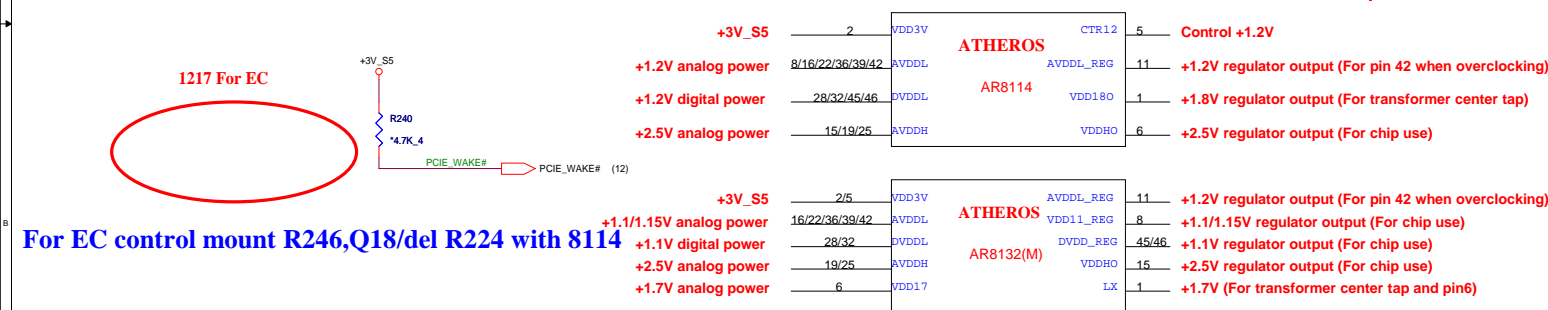 1217 For EC
+3V_S5
R240
*4.7K_4
PCIE_WAKE#
PCIE_WAKE# (12)
B
For EC control mount R246,Q18/del R224 with 8114
ATHEROS
AR8114
+3V_S5 2 VDD3V CTR12 5 Control +1.2V
+1.2V analog power 8/16/22/36/39/42 AVDDL AVDDL_REG 11 +1.2V regulator output (For pin 42 when overclocking)
+1.2V digital power 28/32/45/46 DVDDL VDD18O 1 +1.8V regulator output (For transformer center tap)
+2.5V analog power 15/19/25 AVDDH VDDHO 6 +2.5V regulator output (For chip use)
ATHEROS
AR8132(M)
+3V_S5 2/5 VDD3V AVDDL_REG 11 +1.2V regulator output (For pin 42 when overclocking)
+1.1/1.15V analog power 16/22/36/39/42 AVDDL VDD11_REG 8 +1.1/1.15V regulator output (For chip use)
+1.1V digital power 28/32 DVDDL DVDD_REG 45/46 +1.1V regulator output (For chip use)
+2.5V analog power 19/25 AVDDH VDDHO 15 +2.5V regulator output (For chip use)
+1.7V analog power 6 VDD17 LX 1 +1.7V (For transformer center tap and pin6)